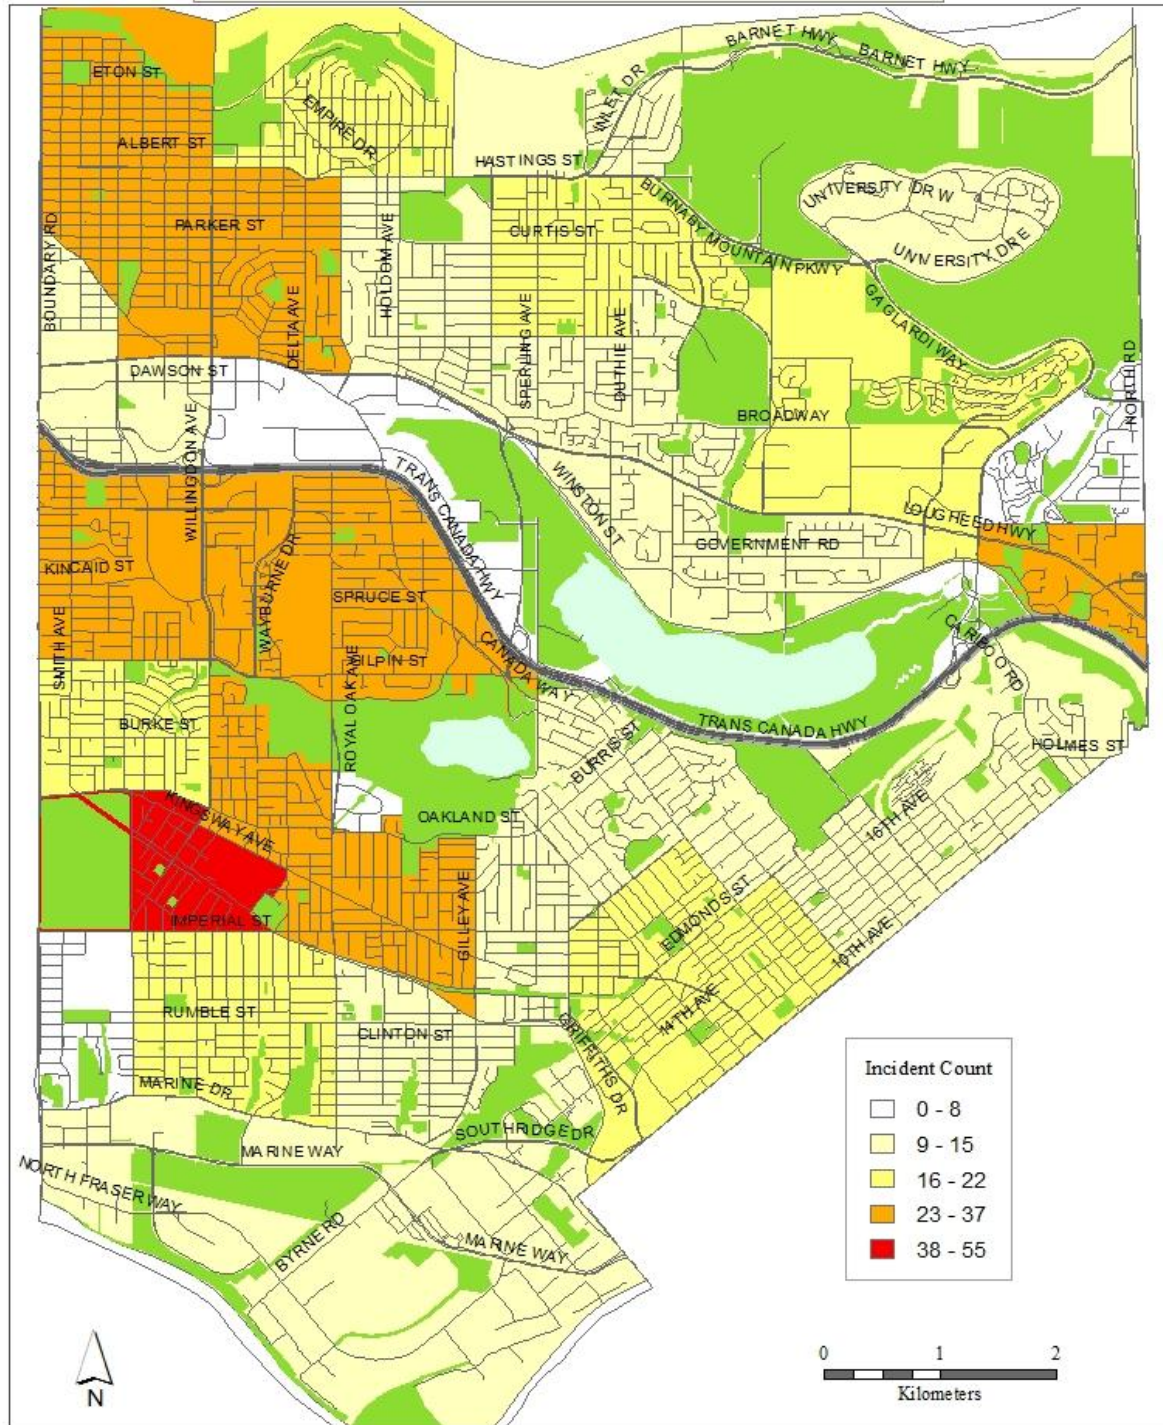 BARNET HWY
BARNET HWY
ETON ST
INLET DR
EMPIRE DR
ALBERT ST
HASTINGS ST
UNIVERSITY DR W
BURNABY MOUNTAIN PKWY
PARKER ST
CURTIS ST
BOUNDARY RD
HOLDOM AVE
UNIVERSITY DR E
GAGLARDI WAY
DELTA AVE
SPERLING AVE
DUTHIE AVE
NORTH RD
DAWSON ST
BROADWAY
WILLINGDON AVE
TRANS CANADA HWY
WINSTON ST
LOUGHEED HWY
GOVERNMENT RD
KINCAID ST
WAYBURNE DR
SPRUCE ST
SMITH AVE
CANADA WAY
CARIBOO RD
GILPIN ST
ROYAL OAK AVE
BURKE ST
BURRIS ST
TRANS CANADA HWY
HOLMES ST
KINGSWAY AVE
OAKLAND ST
16TH AVE
IMPERIAL ST
GILLEY AVE
EDMONDS ST
10TH AVE
RUMBLE ST
CLINTON ST
14TH AVE
GRIFFITHS DR
MARINE DR
SOUTHRIDGE DR
MARINE WAY
NORTH FRASER WAY
BYRNE RD
MARINE WAY
Incident Count
0 - 8
9 - 15
16 - 22
23 - 37
38 - 55
N
0 1 2
Kilometers